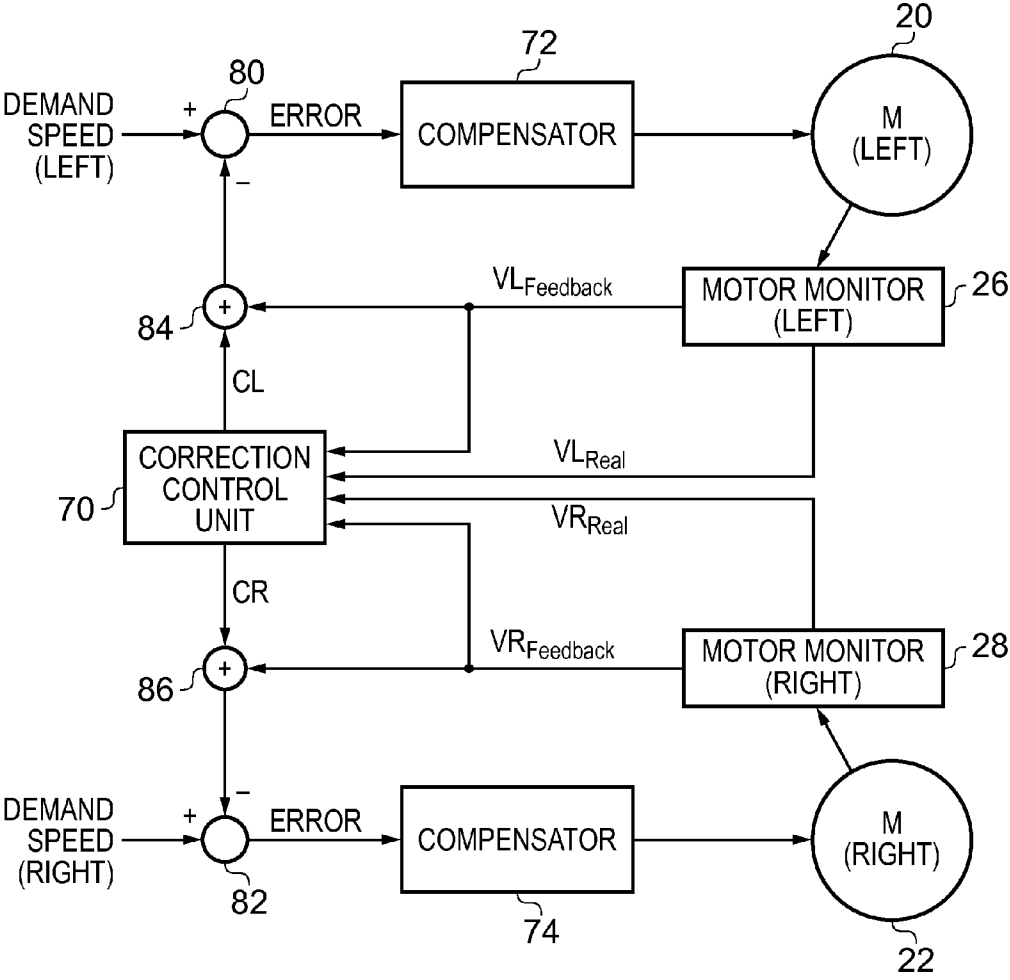 20
72
80
DEMAND
SPEED
(LEFT)
+
ERROR
COMPENSATOR
M
(LEFT)
−
VLFeedback
MOTOR MONITOR
(LEFT)
26
84
+
CL
CORRECTION
CONTROL
UNIT
70
VLReal
VRReal
CR
VRFeedback
MOTOR MONITOR
(RIGHT)
28
86
+
−
DEMAND
SPEED
(RIGHT)
+
ERROR
COMPENSATOR
M
(RIGHT)
82
74
22